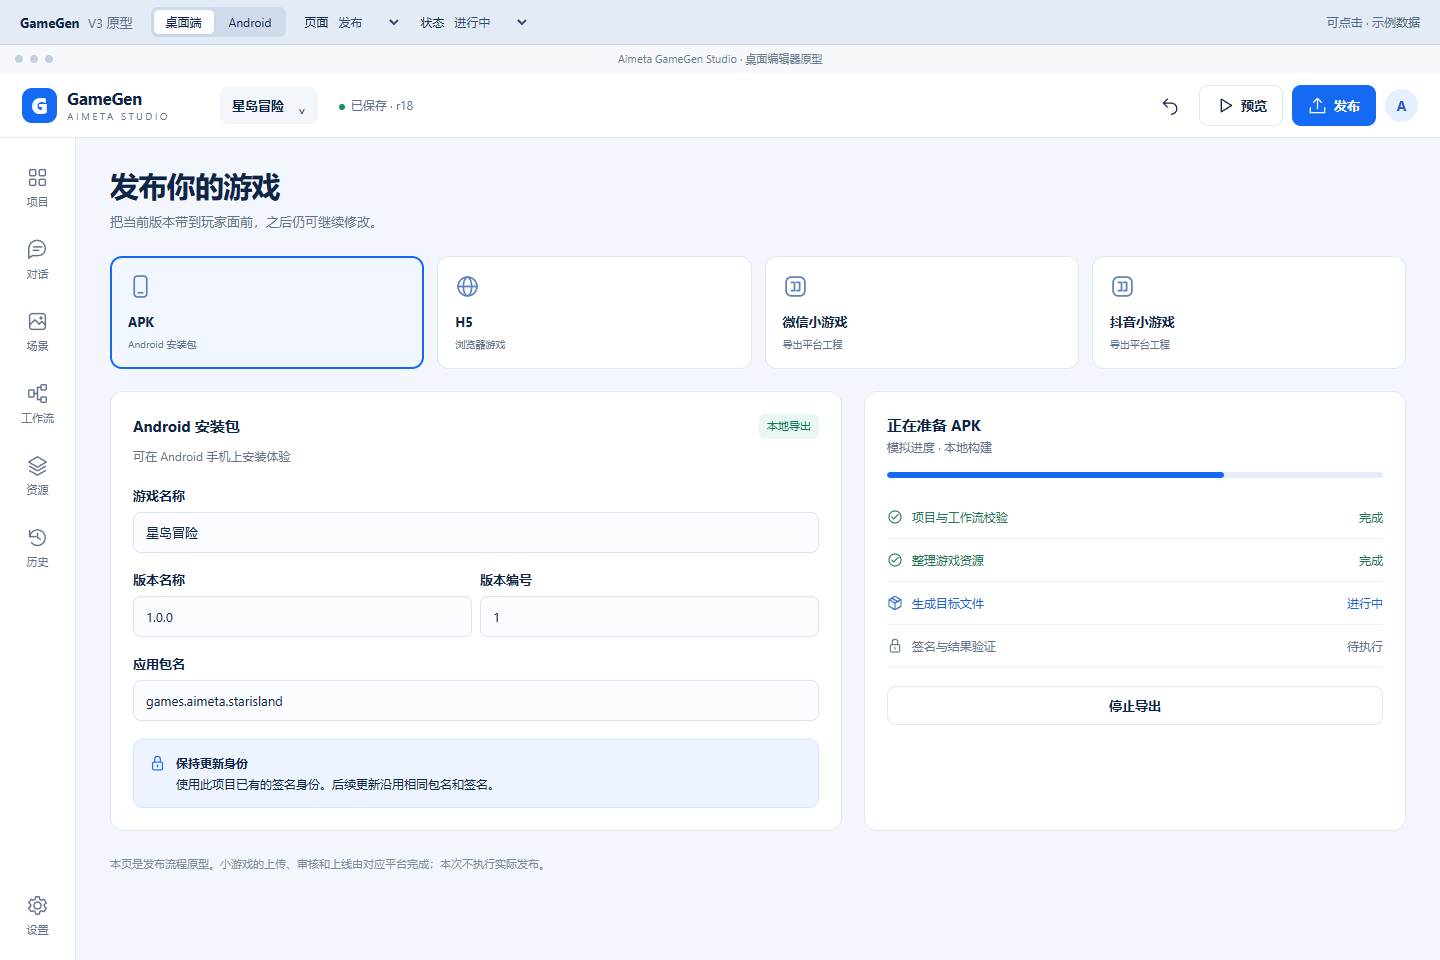 GameGen V3 原型 桌面端 Android 页面 发布 状态 进行中 可点击 · 示例数据
Aimeta GameGen Studio · 桌面编辑器原型
G GameGen
AIMETA STUDIO
星岛冒险 已保存 · r18 预览 发布 A
项目
对话
场景
工作流
资源
历史
设置
发布你的游戏
把当前版本带到玩家面前，之后仍可继续修改。
APK
Android 安装包
H5
浏览器游戏
微信小游戏
导出平台工程
抖音小游戏
导出平台工程
Android 安装包 本地导出
可在 Android 手机上安装体验
游戏名称
星岛冒险
版本名称 版本编号
1.0.0 1
应用包名
games.aimeta.starisland
保持更新身份
使用此项目已有的签名身份。后续更新沿用相同包名和签名。
正在准备 APK
模拟进度 · 本地构建
项目与工作流校验 完成
整理游戏资源 完成
生成目标文件 进行中
签名与结果验证 待执行
停止导出
本页是发布流程原型。小游戏的上传、审核和上线由对应平台完成；本次不执行实际发布。